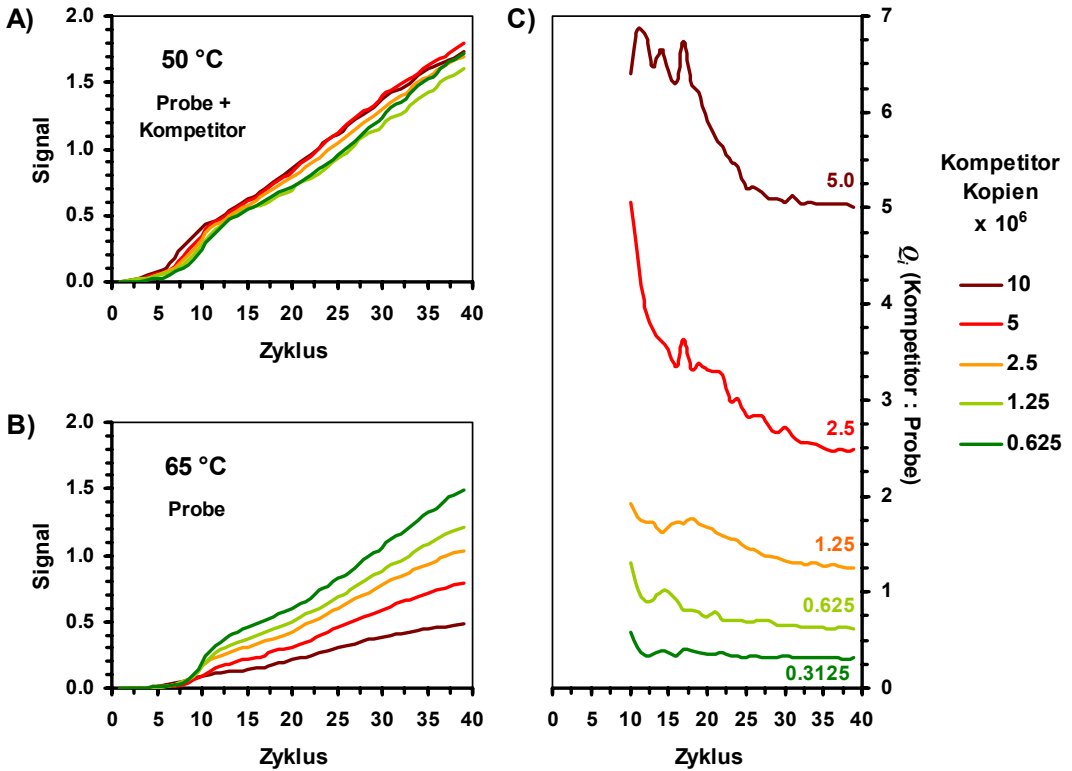 A)
50 °C
Probe +
Kompetitor
Signal
2.0
1.5
1.0
0.5
0.0
0 5 10 15 20 25 30 35 40
Zyklus
B)
65 °C
Probe
Signal
2.0
1.5
1.0
0.5
0.0
0 5 10 15 20 25 30 35 40
Zyklus
C)
5.0
2.5
1.25
0.625
0.3125
7
6
5
4
3
2
1
0
Qi (Kompetitor : Probe)
0 5 10 15 20 25 30 35 40
Zyklus
Kompetitor
Kopien
x 10⁶
10
5
2.5
1.25
0.625